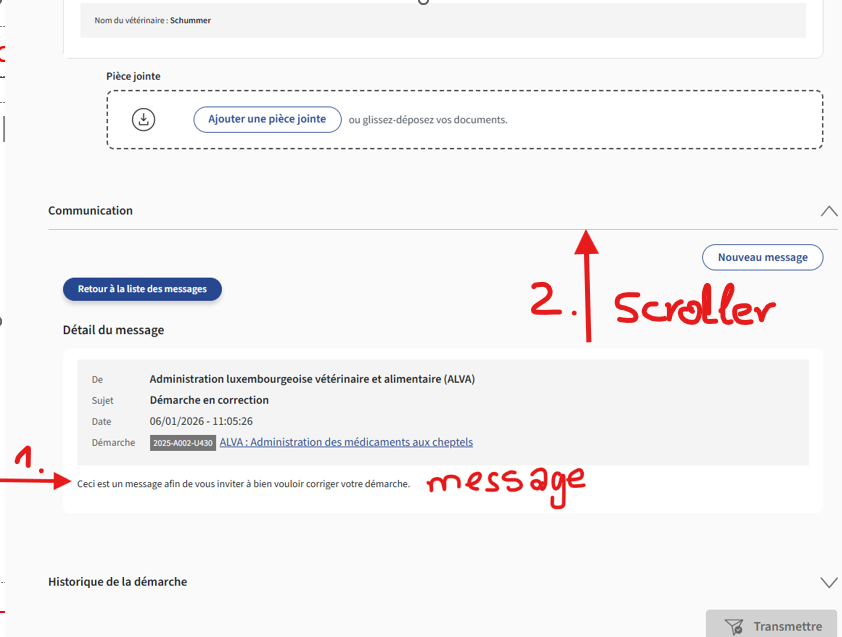 Nom du vétérinaire : Schummer
Pièce jointe
Ajouter une pièce jointe ou glissez-déposez vos documents.
Communication
Nouveau message
Retour à la liste des messages
2. scroller
Détail du message
De Administration luxembourgeoise vétérinaire et alimentaire (ALVA)
Sujet Démarche en correction
Date 06/01/2026 - 11:05:26
Démarche 2025-A002-U430 ALVA : Administration des médicaments aux cheptels
1.
Ceci est un message afin de vous inviter à bien vouloir corriger votre démarche. message
Historique de la démarche
Transmettre